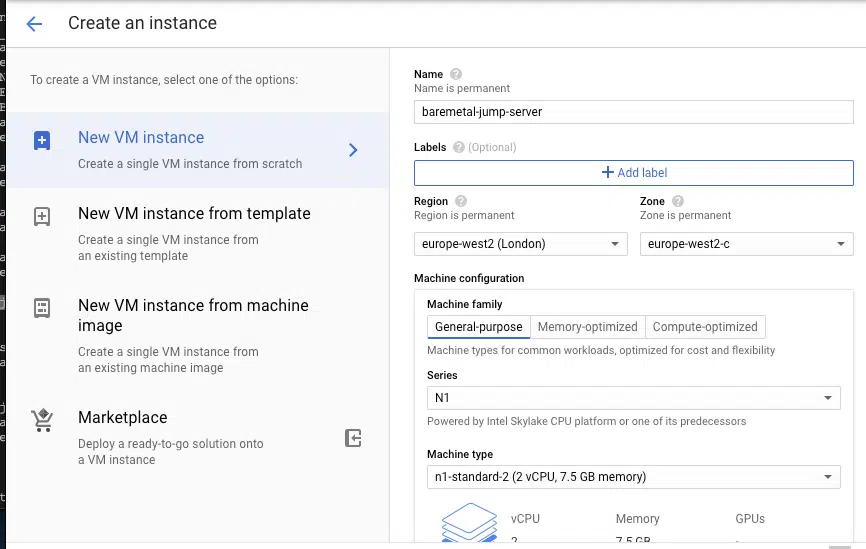 Create an instance
To create a VM instance, select one of the options:
New VM instance
Create a single VM instance from scratch
New VM instance from template
Create a single VM instance from
an existing template
New VM instance from machine
image
Create a single VM instance from
an existing machine image
Marketplace
Deploy a ready-to-go solution onto
a VM instance
Name
Name is permanent
baremetal-jump-server
Labels (Optional)
Add label
Region
Region is permanent
europe-west2 (London)
Zone
Zone is permanent
europe-west2-c
Machine configuration
Machine family
General-purpose Memory-optimized Compute-optimized
Machine types for common workloads, optimized for cost and flexibility
Series
N1
Powered by Intel Skylake CPU platform or one of its predecessors
Machine type
n1-standard-2 (2 vCPU, 7.5 GB memory)
vCPU Memory GPUs
2 7.5 GB -